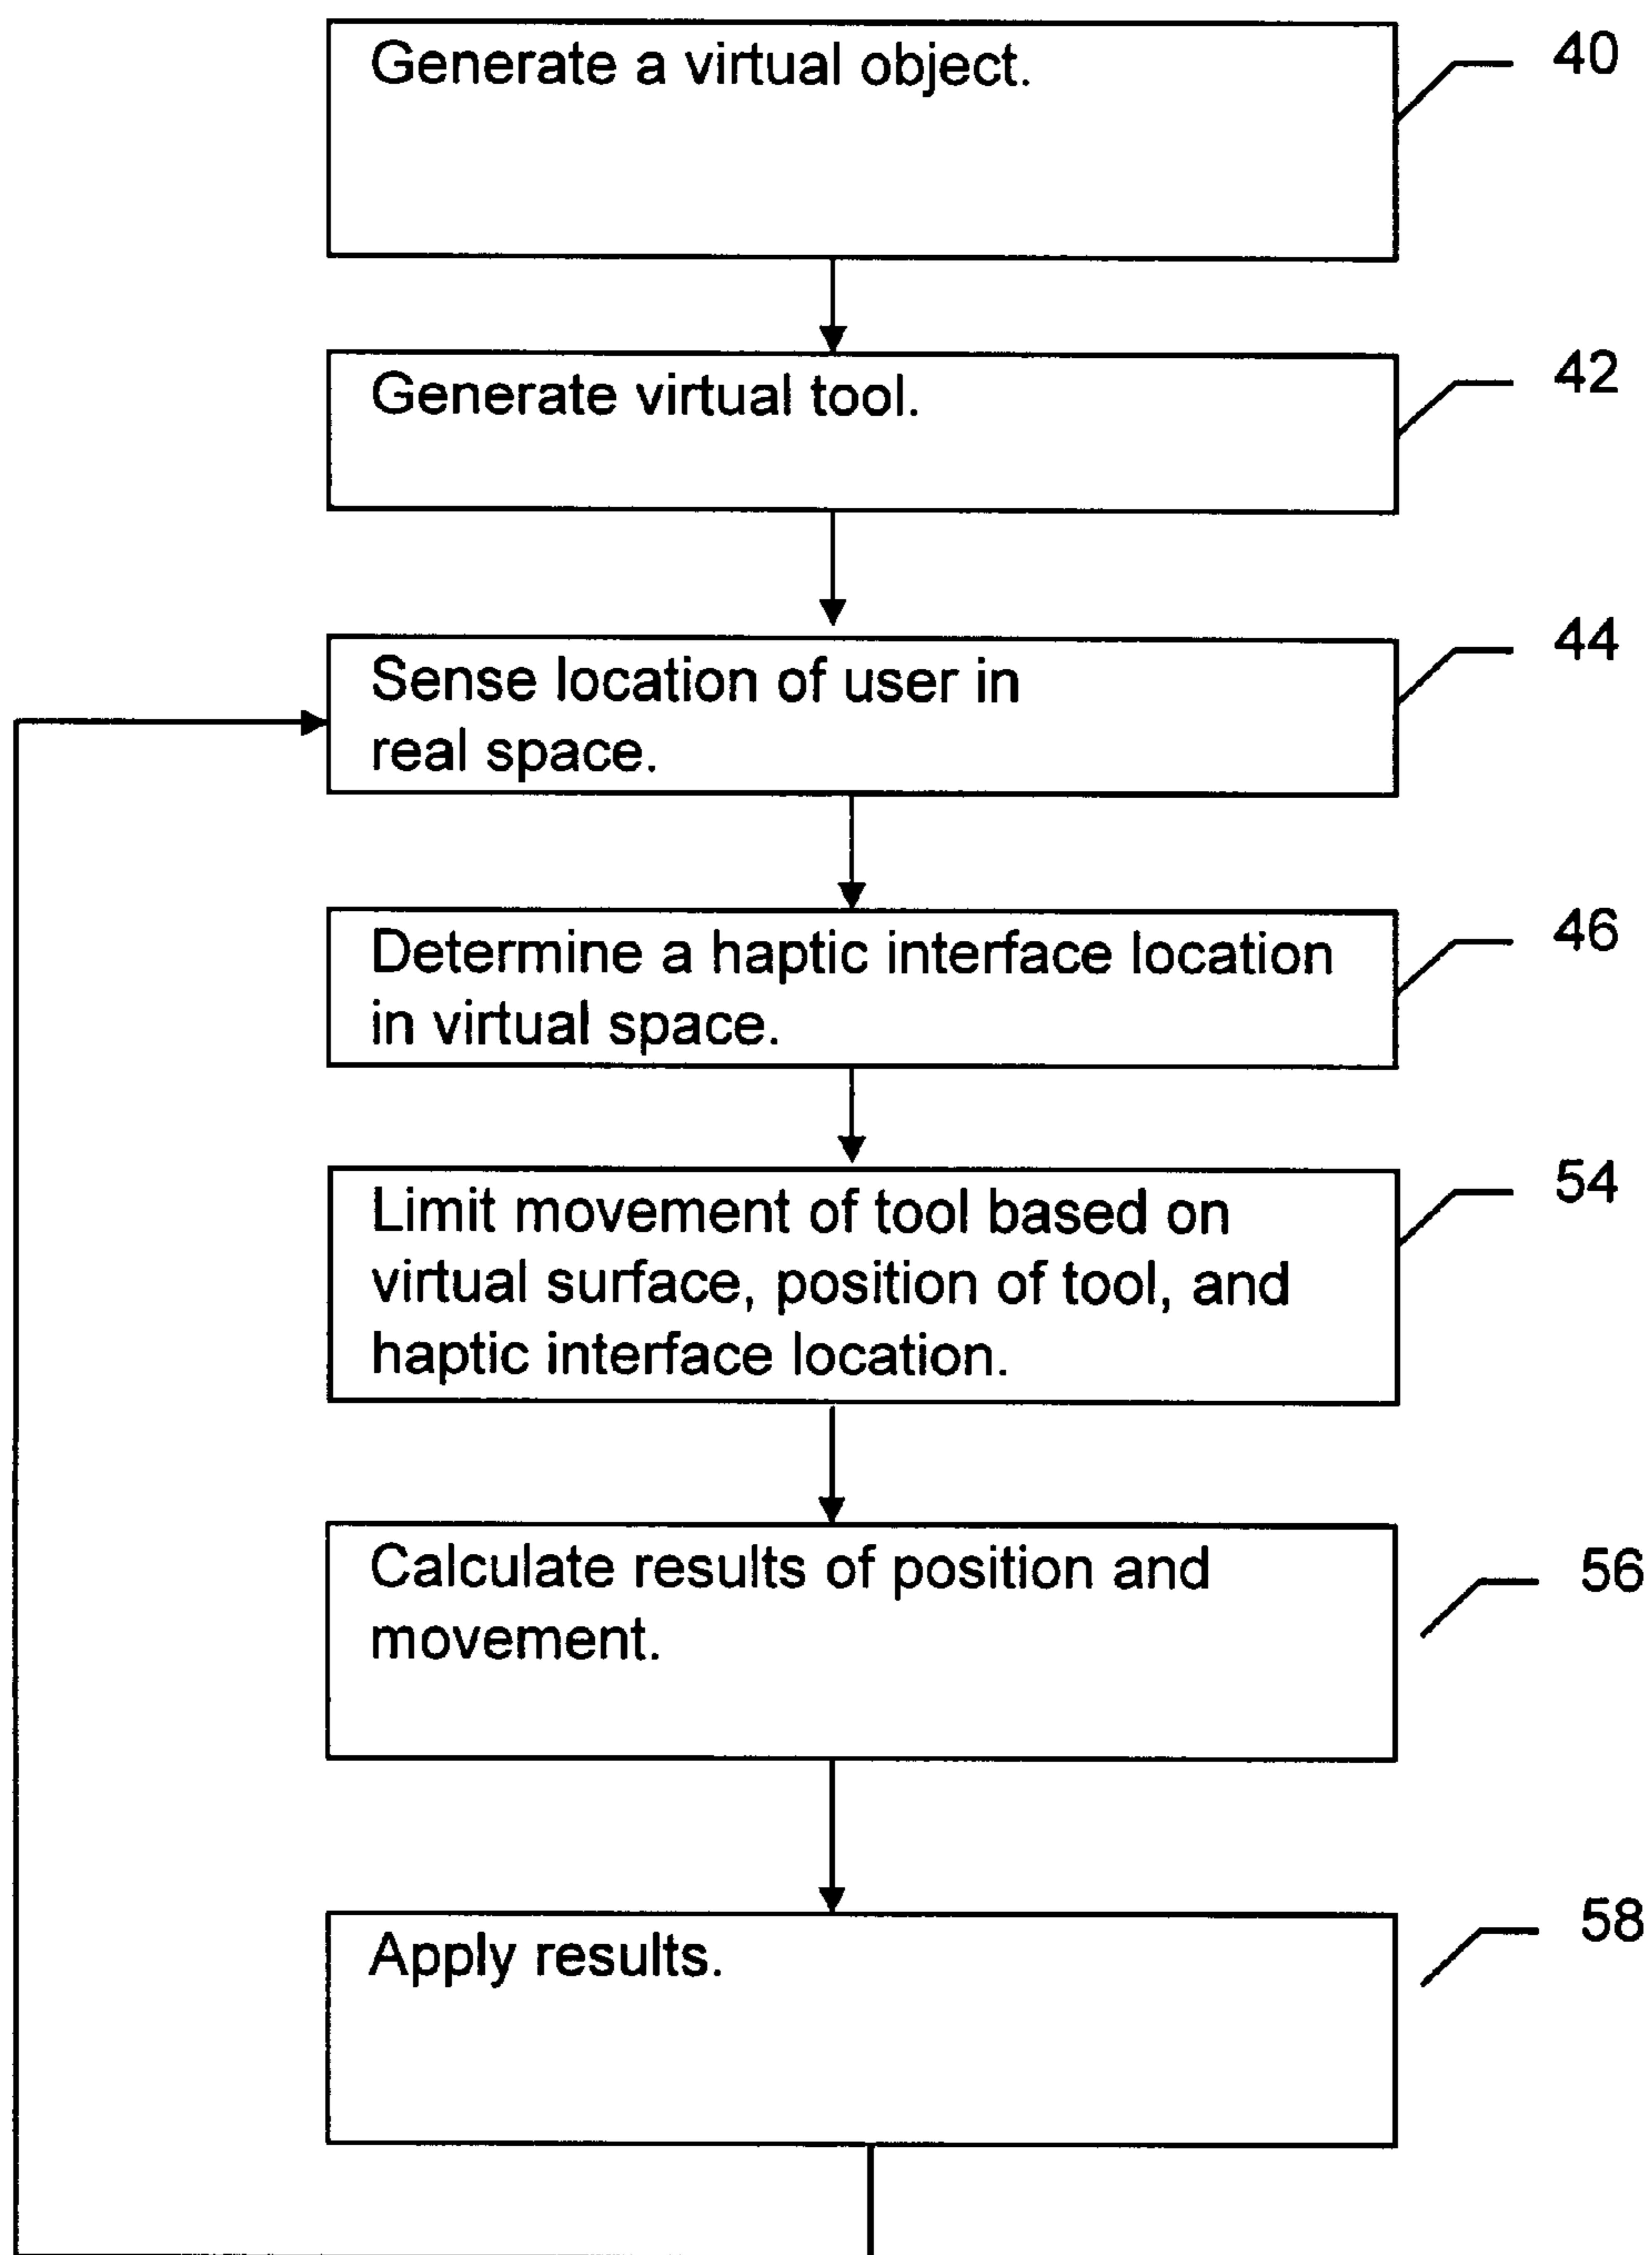 Generate a virtual object.
40
Generate virtual tool.
42
Sense location of user in
real space.
44
Determine a haptic interface location
in virtual space.
46
Limit movement of tool based on
virtual surface, position of tool, and
haptic interface location.
54
Calculate results of position and
movement.
56
Apply results.
58